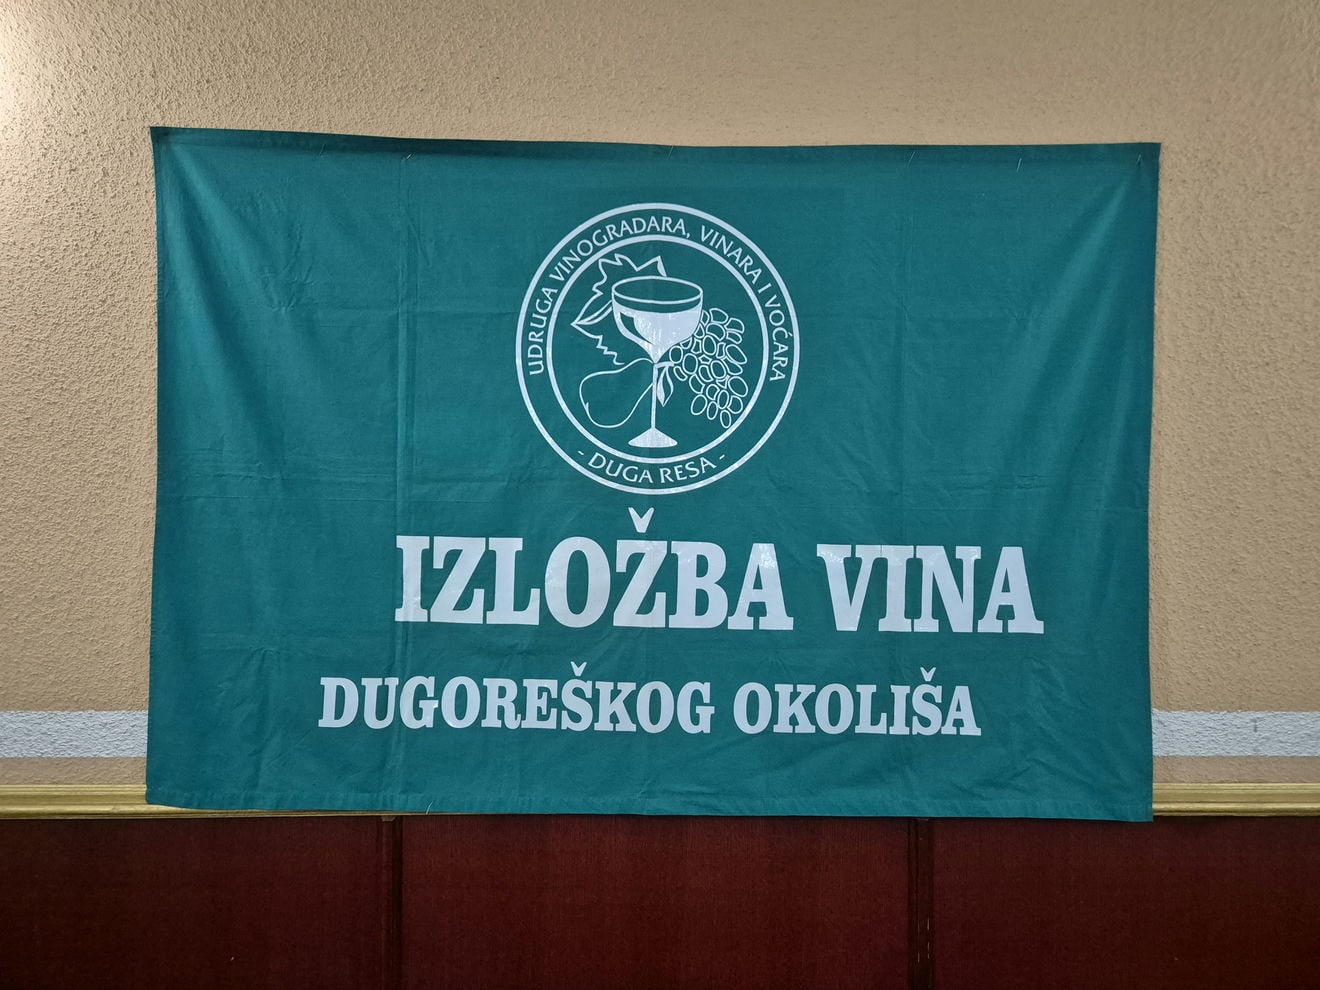 UDRUGA VINOGRADARA, VINARA I VOĆARA
- DUGA RESA -
IZLOŽBA VINA
DUGOREŠKOG OKOLIŠA